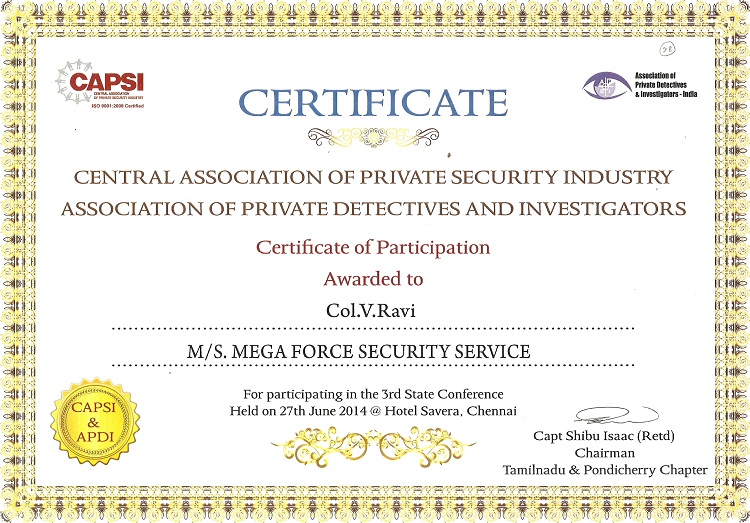 28
CAPSI
CENTRAL ASSOCIATION
OF PRIVATE SECURITY INDUSTRY
ISO 9001:2008 Certified
Association of
Private Detectives
& Investigators - India
CERTIFICATE
CENTRAL ASSOCIATION OF PRIVATE SECURITY INDUSTRY
ASSOCIATION OF PRIVATE DETECTIVES AND INVESTIGATORS
Certificate of Participation
Awarded to
Col.V.Ravi
M/S. MEGA FORCE SECURITY SERVICE
For participating in the 3rd State Conference
Held on 27th June 2014 @ Hotel Savera, Chennai
CAPSI
&
APDI
Capt Shibu Isaac (Retd)
Chairman
Tamilnadu & Pondicherry Chapter